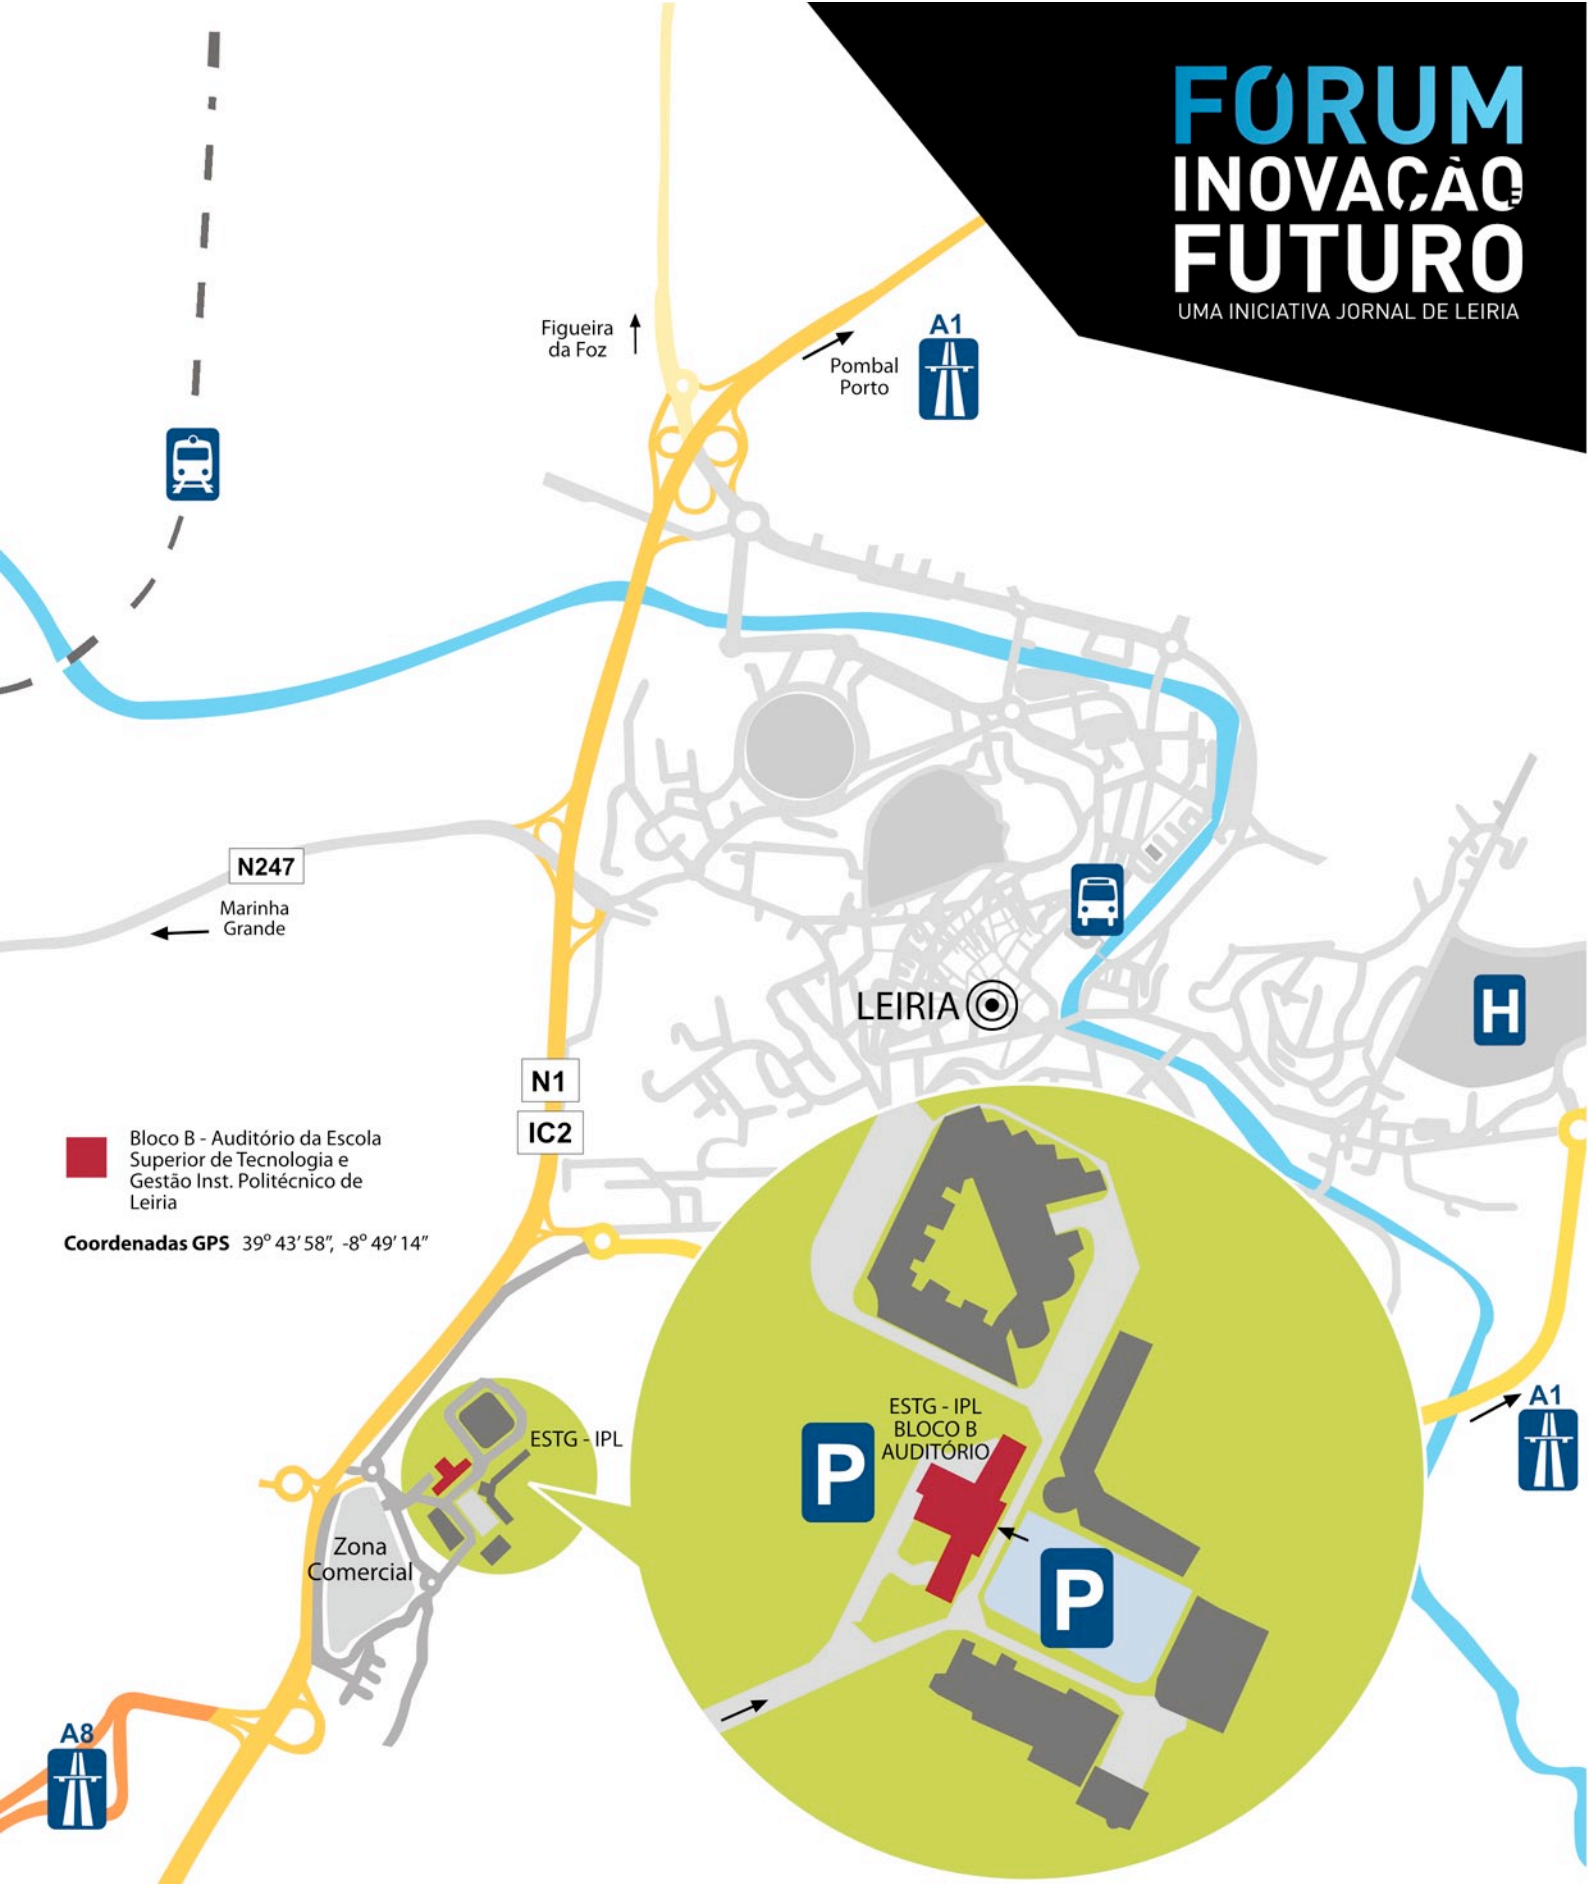 FORUM
INOVAÇÃO
E
FUTURO
UMA INICIATIVA JORNAL DE LEIRIA
Figueira
da Foz
A1
Pombal
Porto
N247
Marinha
Grande
LEIRIA
H
N1
IC2
Bloco B - Auditório da Escola
Superior de Tecnologia e
Gestão Inst. Politécnico de
Leiria
Coordenadas GPS 39º 43’ 58”, -8º 49’ 14”
ESTG - IPL
ESTG - IPL
BLOCO B
AUDITÓRIO
P
P
A1
Zona
Comercial
A8